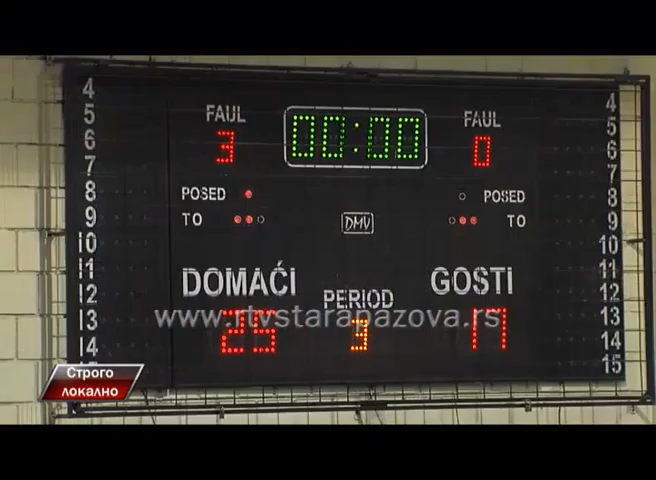 4 FAUL 00:00 FAUL 4
5 3 0 5
6 6
7 7
8 POSED POSED 8
9 TO TO 9
10 DMV 10
11 DOMAĆI GOSTI 11
12 PERIOD 12
13 25 3 17 13
14 14
15
www.rtvstarapazova.rs
Строго
локално